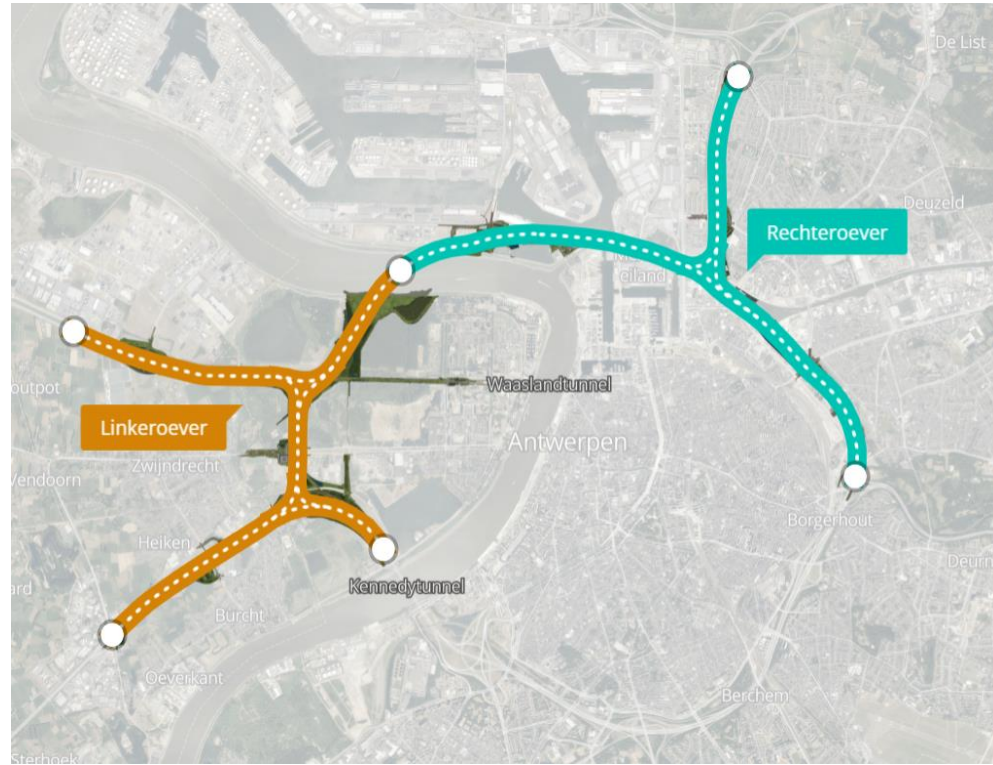 De List
Deuzeld
Rechteroever
eiland
outpot
Waaslandtunnel
Linkeroever
Antwerpen
Zwijndrecht
Vendoorn
Borgerhout
Heiken
Deurn
Kennedytunnel
ard
Burcht
Oeverkant
Berchem
Sterhoek